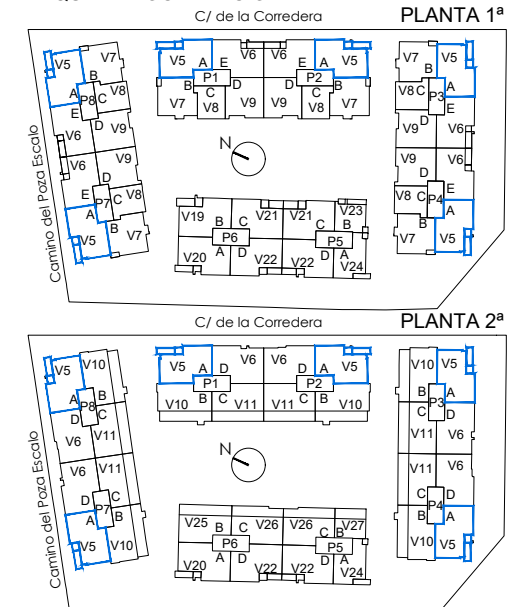 C/ de la Corredera
PLANTA 1ª
V5 V7 V5 A E V6 V6 E A V5 V7 V5
B P1 P2 B
A P8 C V8 B D D B V8 C P3 A
V7 C V8 V9 V9 C V8 V7
E D V9 E D V6
V6 V9
Camino del Poza Escalo
N
V6 V9 V9 V6
E D D E
P7 C V8 V8 C P4
A B B A
V5 V7 V7 V5
V19 V21 V21 V23
B C C B
P6 P5
A D D A
V20 V22 V22 V24
C/ de la Corredera
PLANTA 2ª
V5 V10 V5 A D V6 V6 D A V5 V10 V5
P1 P2
A P8 B C B C C B B C P3 A
V10 V11 V11 V10
D D
V6 V11 V11 V6
Camino del Poza Escalo
N
V6 V11 V11 V6
D C C D
P7 P4
A B B A
V5 V10 V10 V5
V25 V26 V26 V27
B C C B
P6 P5
A D D A
V20 V22 V22 V24